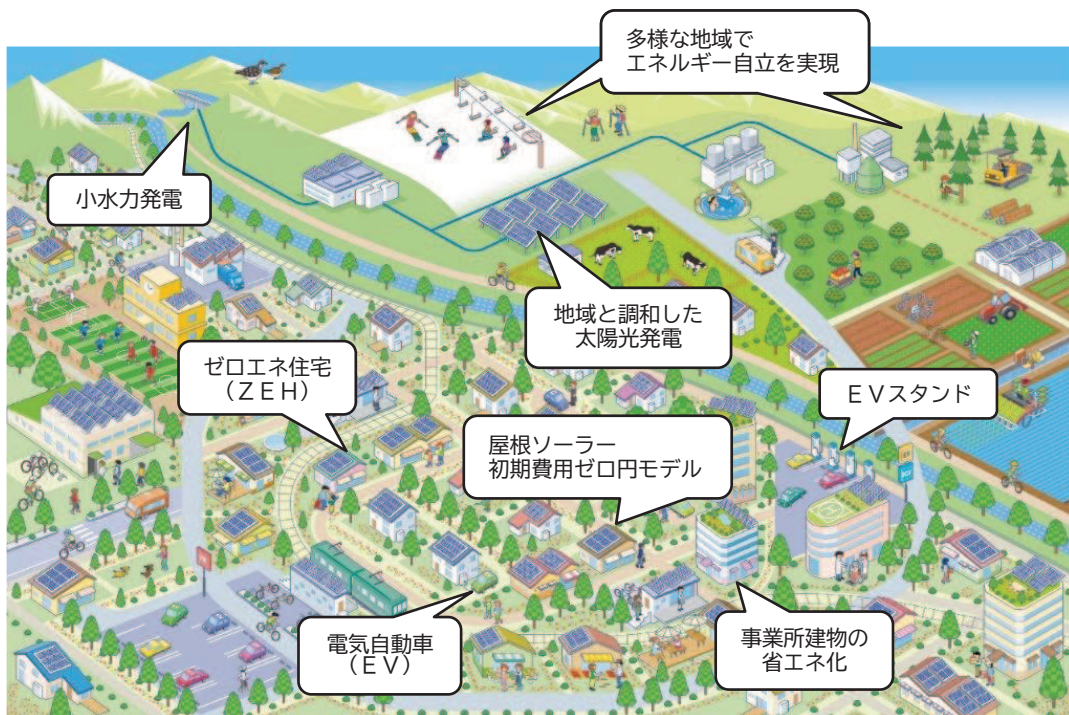 多様な地域で
エネルギー自立を実現
小水力発電
地域と調和した
太陽光発電
ゼロエネ住宅
（ＺＥＨ）
ＥＶスタンド
屋根ソーラー
初期費用ゼロ円モデル
電気自動車
（ＥＶ）
事業所建物の
省エネ化